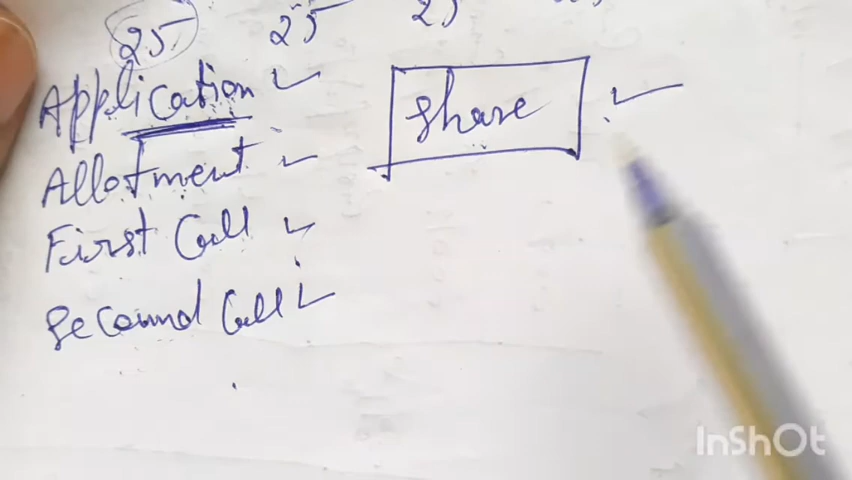 25 25 25
Application
share
Allotment
First Call
Second Call
InShOt